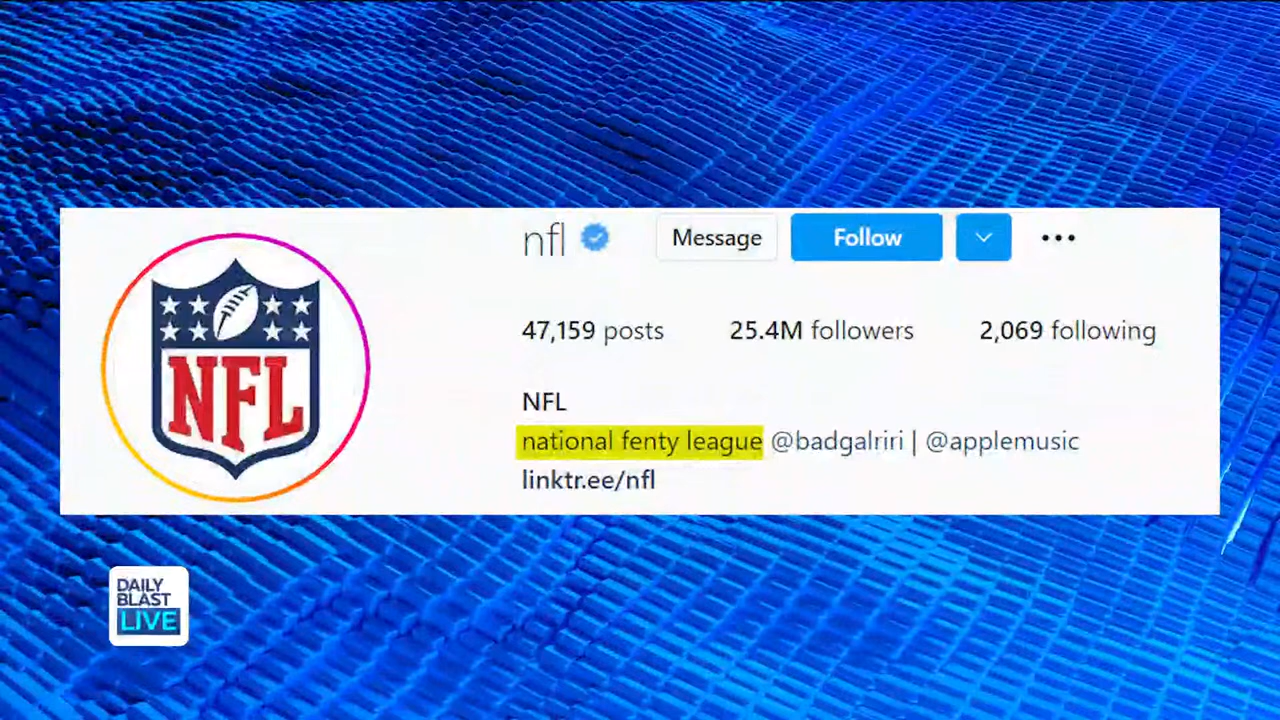 nfl Message Follow
47,159 posts 25.4M followers 2,069 following
NFL
NFL
national fenty league @badgalriri | @applemusic
linktr.ee/nfl
DAILY
BLAST
LIVE